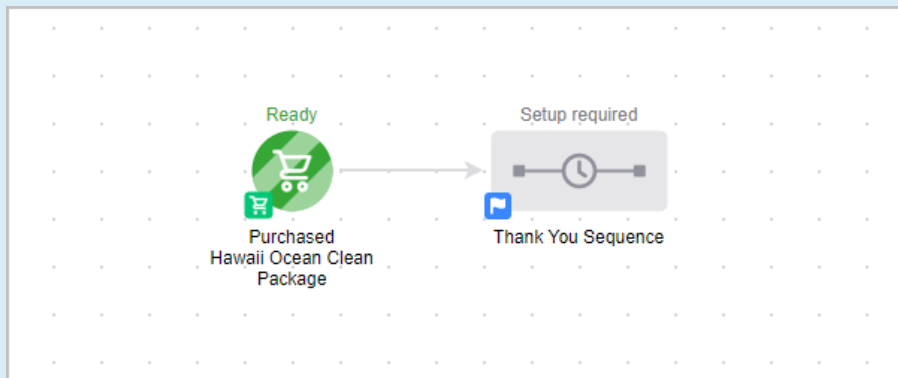 Ready
Setup required
Purchased
Hawaii Ocean Clean
Package
Thank You Sequence